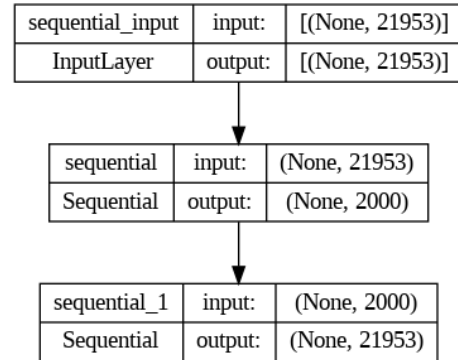 sequential_input input: [(None, 21953)]
InputLayer output: [(None, 21953)]
sequential input: (None, 21953)
Sequential output: (None, 2000)
sequential_1 input: (None, 2000)
Sequential output: (None, 21953)